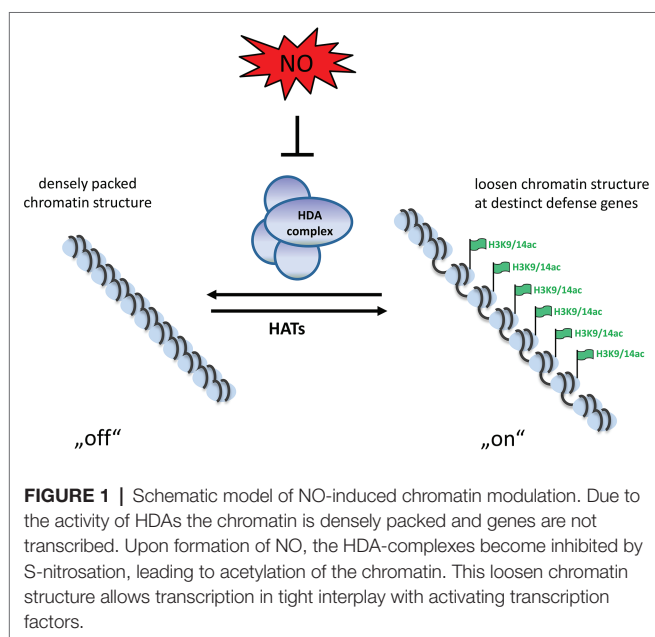 NO
densely packed
chromatin structure
loosen chromatin structure
at destinct defense genes
HDA
complex
H3K9/14ac
H3K9/14ac
H3K9/14ac
H3K9/14ac
H3K9/14ac
H3K9/14ac
HATs
„off“
„on“
FIGURE 1 | Schematic model of NO-induced chromatin modulation. Due to
the activity of HDAs the chromatin is densely packed and genes are not
transcribed. Upon formation of NO, the HDA-complexes become inhibited by
S-nitrosation, leading to acetylation of the chromatin. This loosen chromatin
structure allows transcription in tight interplay with activating transcription
factors.